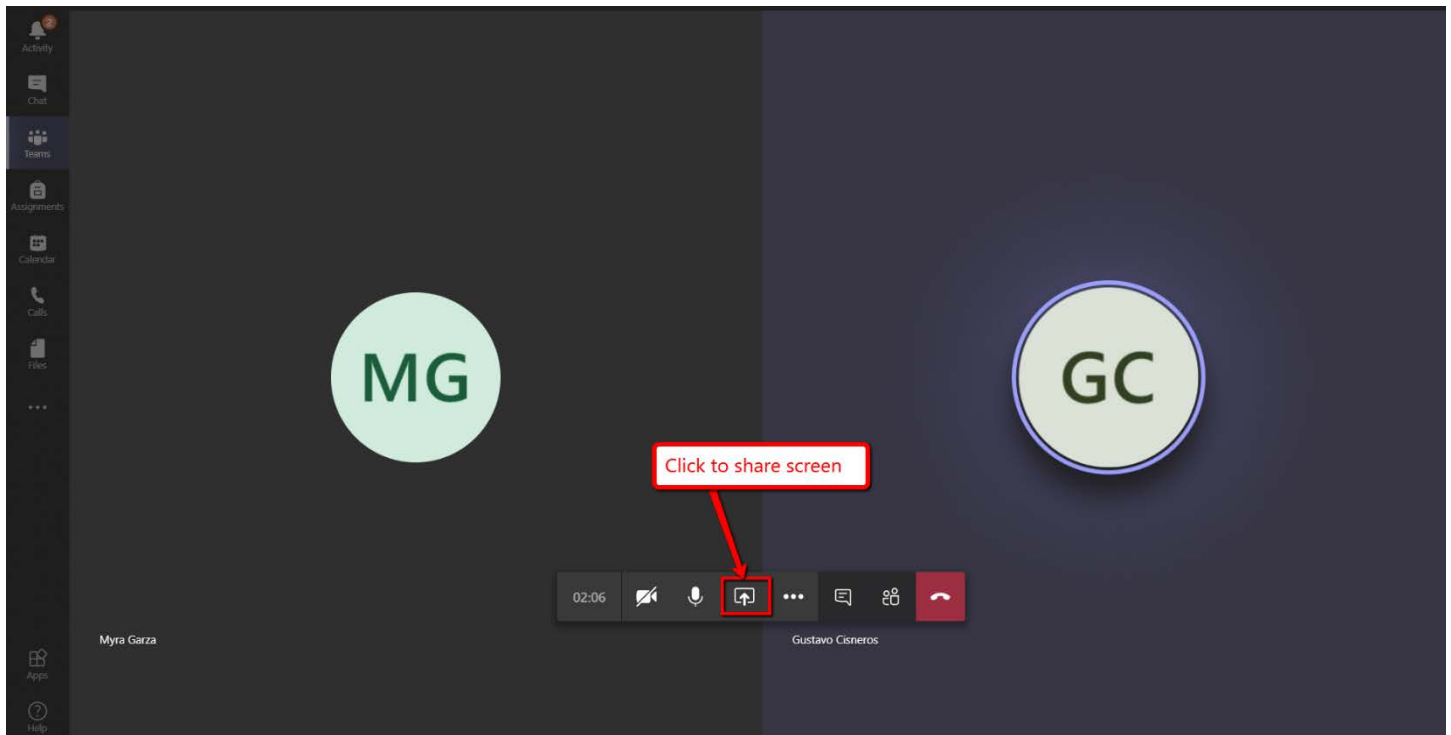 2
Activity
Chat
Teams
Assignments
Calendar
Calls
Files
Apps
Help
MG
GC
Click to share screen
02:06
Myra Garza
Gustavo Cisneros